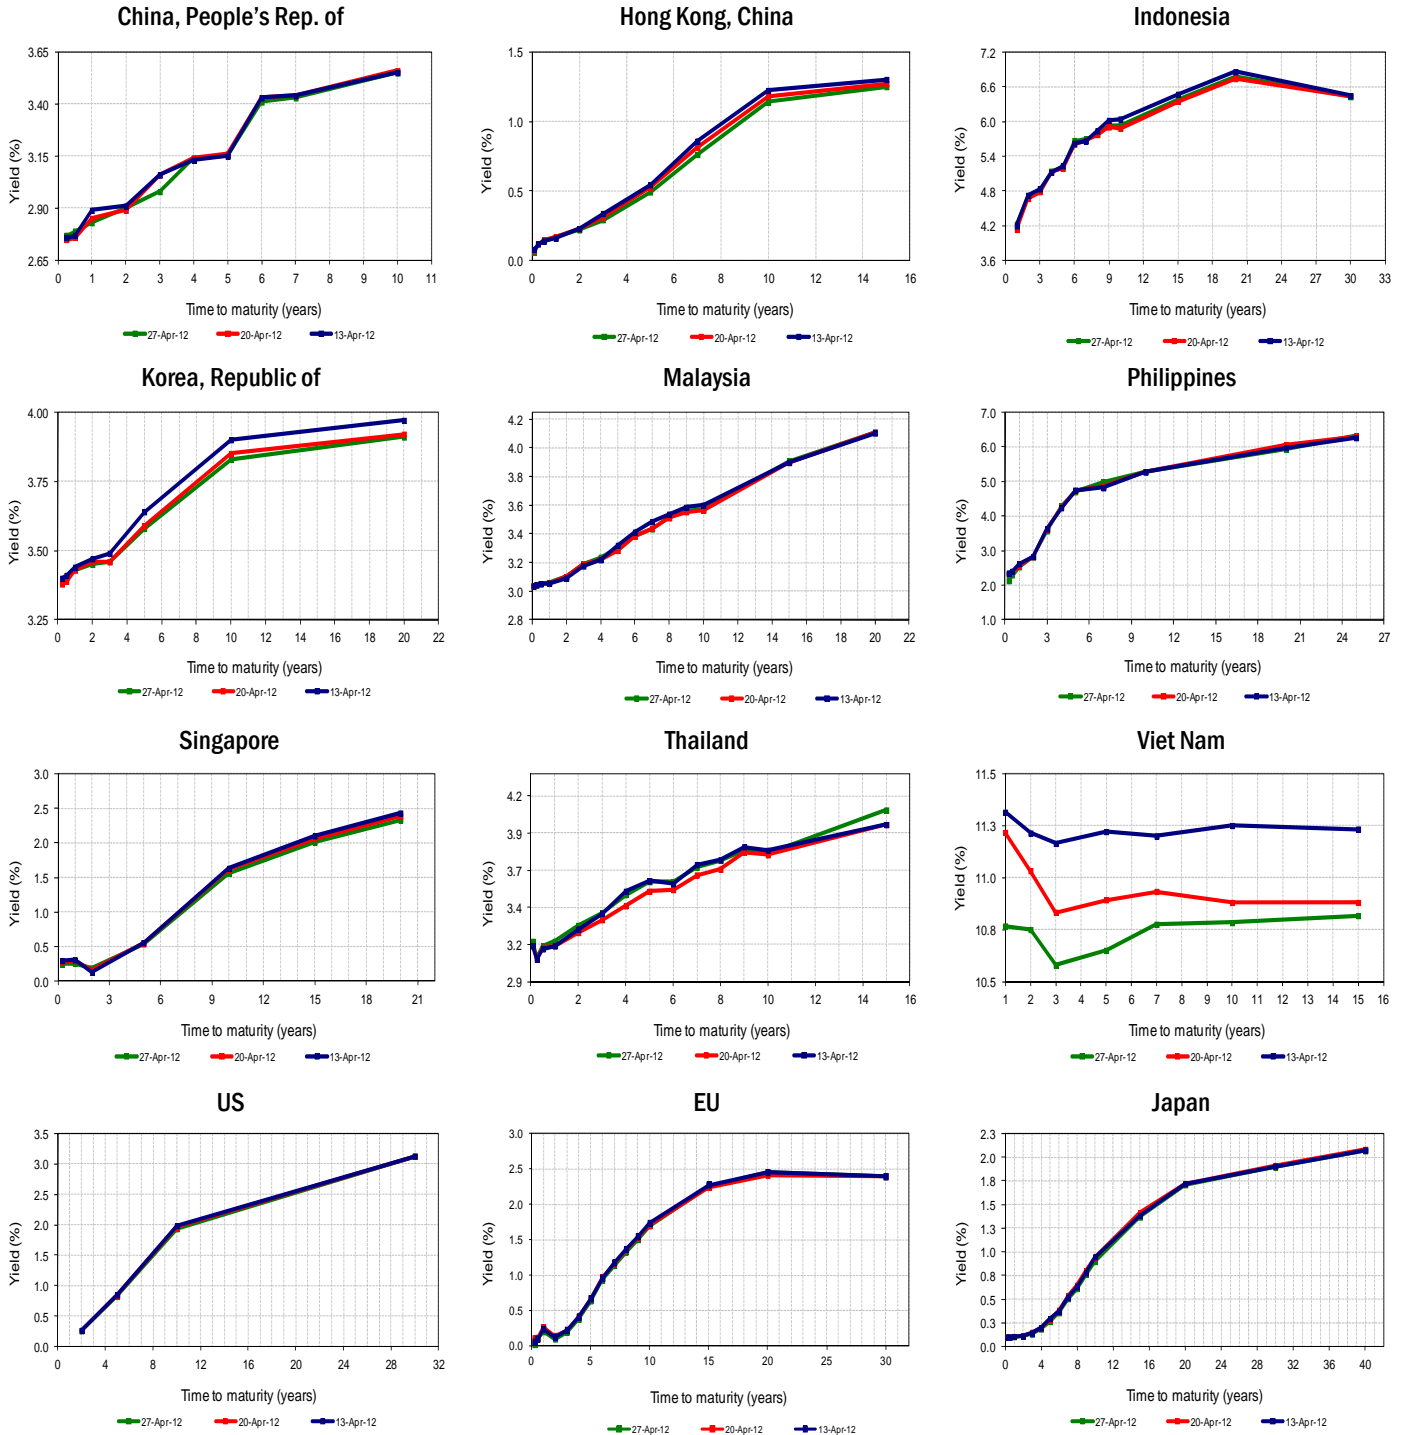 China, People's Rep. of
3.65
3.40
3.15
2.90
2.65
Yield (%)
0 1 2 3 4 5 6 7 8 9 10 11
Time to maturity (years)
27-Apr-12 20-Apr-12 13-Apr-12
Hong Kong, China
1.5
1.0
0.5
0.0
Yield (%)
0 2 4 6 8 10 12 14 16
Time to maturity (years)
27-Apr-12 20-Apr-12 13-Apr-12
Indonesia
7.2
6.6
6.0
5.4
4.8
4.2
3.6
Yield (%)
0 3 6 9 12 15 18 21 24 27 30 33
Time to maturity (years)
27-Apr-12 20-Apr-12 13-Apr-12
Korea, Republic of
4.00
3.75
3.50
3.25
Yield (%)
0 2 4 6 8 10 12 14 16 18 20 22
Time to maturity (years)
27-Apr-12 20-Apr-12 13-Apr-12
Malaysia
4.2
4.0
3.8
3.6
3.4
3.2
3.0
2.8
Yield (%)
0 2 4 6 8 10 12 14 16 18 20 22
Time to maturity (years)
27-Apr-12 20-Apr-12 13-Apr-12
Philippines
7.0
6.0
5.0
4.0
3.0
2.0
1.0
Yield (%)
0 3 6 9 12 15 18 21 24 27
Time to maturity (years)
27-Apr-12 20-Apr-12 13-Apr-12
Singapore
3.0
2.5
2.0
1.5
1.0
0.5
0.0
Yield (%)
0 3 6 9 12 15 18 21
Time to maturity (years)
27-Apr-12 20-Apr-12 13-Apr-12
Thailand
4.2
3.9
3.7
3.4
3.2
2.9
Yield (%)
0 2 4 6 8 10 12 14 16
Time to maturity (years)
27-Apr-12 20-Apr-12 13-Apr-12
Viet Nam
11.5
11.3
11.0
10.8
10.5
Yield (%)
1 2 3 4 5 6 7 8 9 10 11 12 13 14 15 16
Time to maturity (years)
27-Apr-12 20-Apr-12 13-Apr-12
US
3.5
3.0
2.5
2.0
1.5
1.0
0.5
0.0
Yield (%)
0 4 8 12 16 20 24 28 32
Time to maturity (years)
27-Apr-12 20-Apr-12 13-Apr-12
EU
3.0
2.5
2.0
1.5
1.0
0.5
0.0
Yield (%)
0 5 10 15 20 25 30
Time to maturity (years)
27-Apr-12 20-Apr-12 13-Apr-12
Japan
2.3
2.0
1.8
1.5
1.3
1.0
0.8
0.5
0.3
0.0
Yield (%)
0 4 8 12 16 20 24 28 32 36 40
Time to maturity (years)
27-Apr-12 20-Apr-12 13-Apr-12